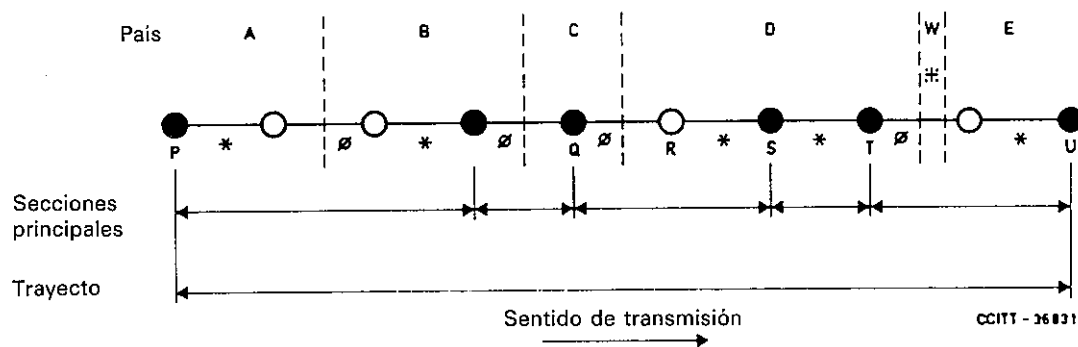 País A B C D W E
※
P * ø * ø Q ø R * S * T ø * U
Secciones
principales
Trayecto
Sentido de transmisión
CCITT - 36831